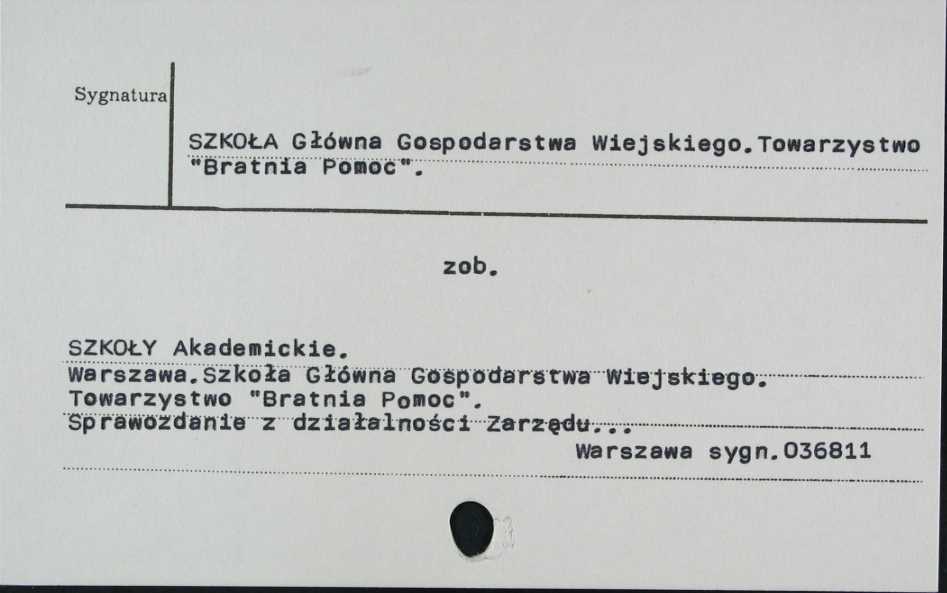 Sygnatura
SZKOŁA Główna Gospodarstwa Wiejskiego.Towarzystwo
"Bratnia Pomoc".
zob.
SZKOŁY Akademickie.
Warszawa.Szkoła Główna Gospodarstwa Wiejskiego.
Towarzystwo "Bratnia Pomoc".
Sprawozdanie z działalności Zarzędu...
Warszawa sygn.036811